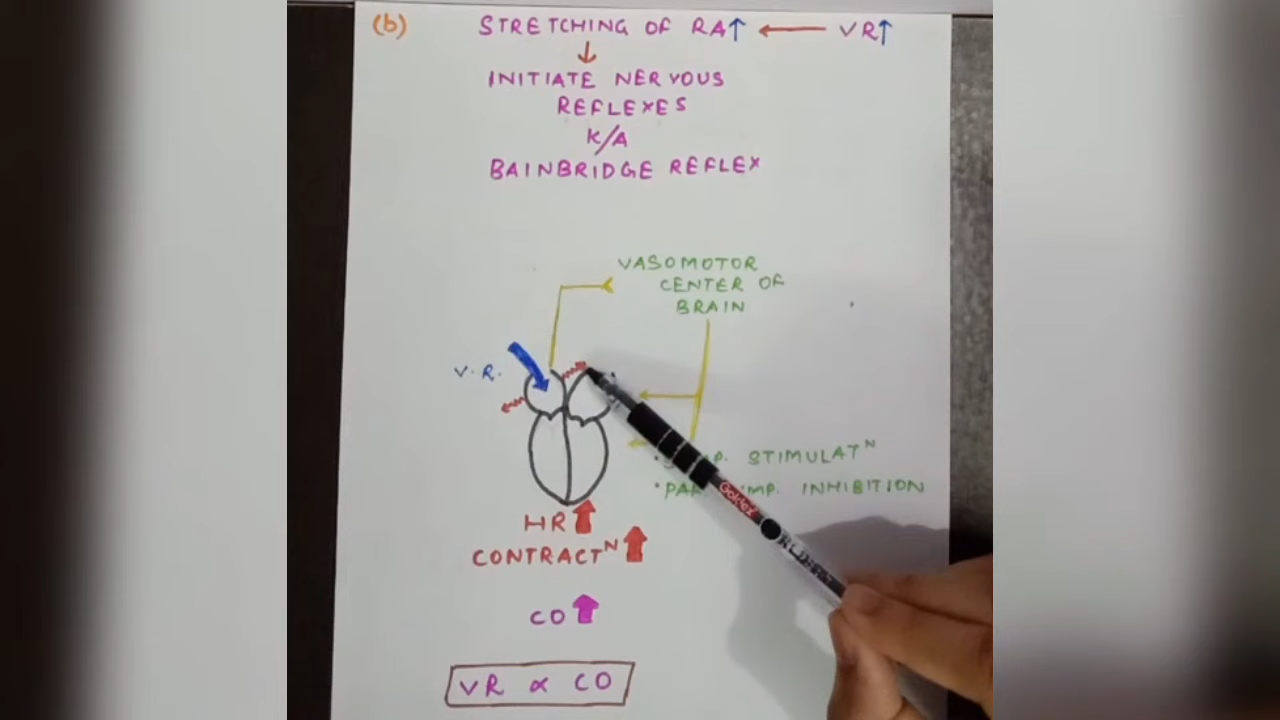 (b) STRETCHING OF RA↑ ← VR↑
↓
INITIATE NERVOUS
REFLEXES
K/A
BAINBRIDGE REFLEX
VASOMOTOR
CENTER OF
BRAIN
V.R.
STIMULATᴺ
INHIBITION
HR↑
CONTRACTᴺ↑
CO↑
VR ∝ CO
Goldex